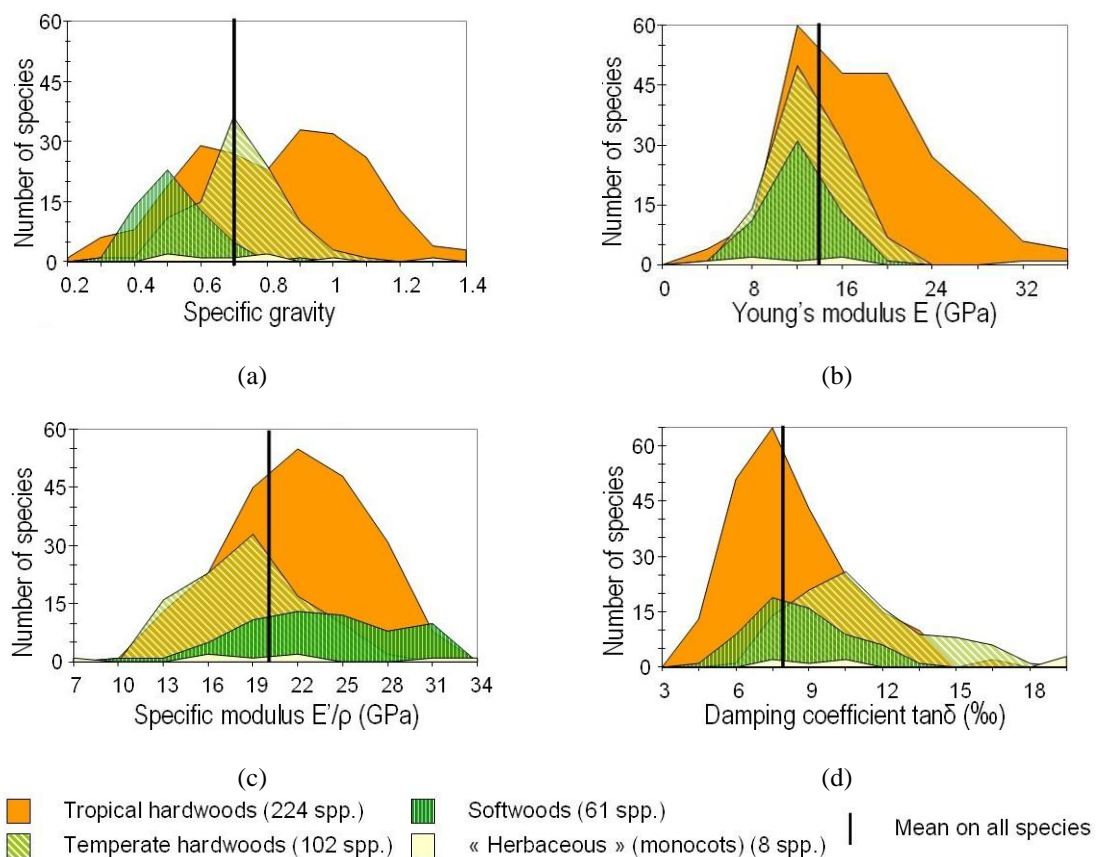 60
45
30
15
0
Number of species
0.2 0.4 0.6 0.8 1 1.2 1.4
Specific gravity
(a)
60
45
30
15
0
Number of species
0 8 16 24 32
Young's modulus E (GPa)
(b)
60
45
30
15
0
Number of species
7 10 13 16 19 22 25 28 31 34
Specific modulus E'/ρ (GPa)
(c)
60
45
30
15
0
Number of species
3 6 9 12 15 18
Damping coefficient tanδ (‰)
(d)
Tropical hardwoods (224 spp.)
Temperate hardwoods (102 spp.)
Softwoods (61 spp.)
« Herbaceous » (monocots) (8 spp.)
Mean on all species